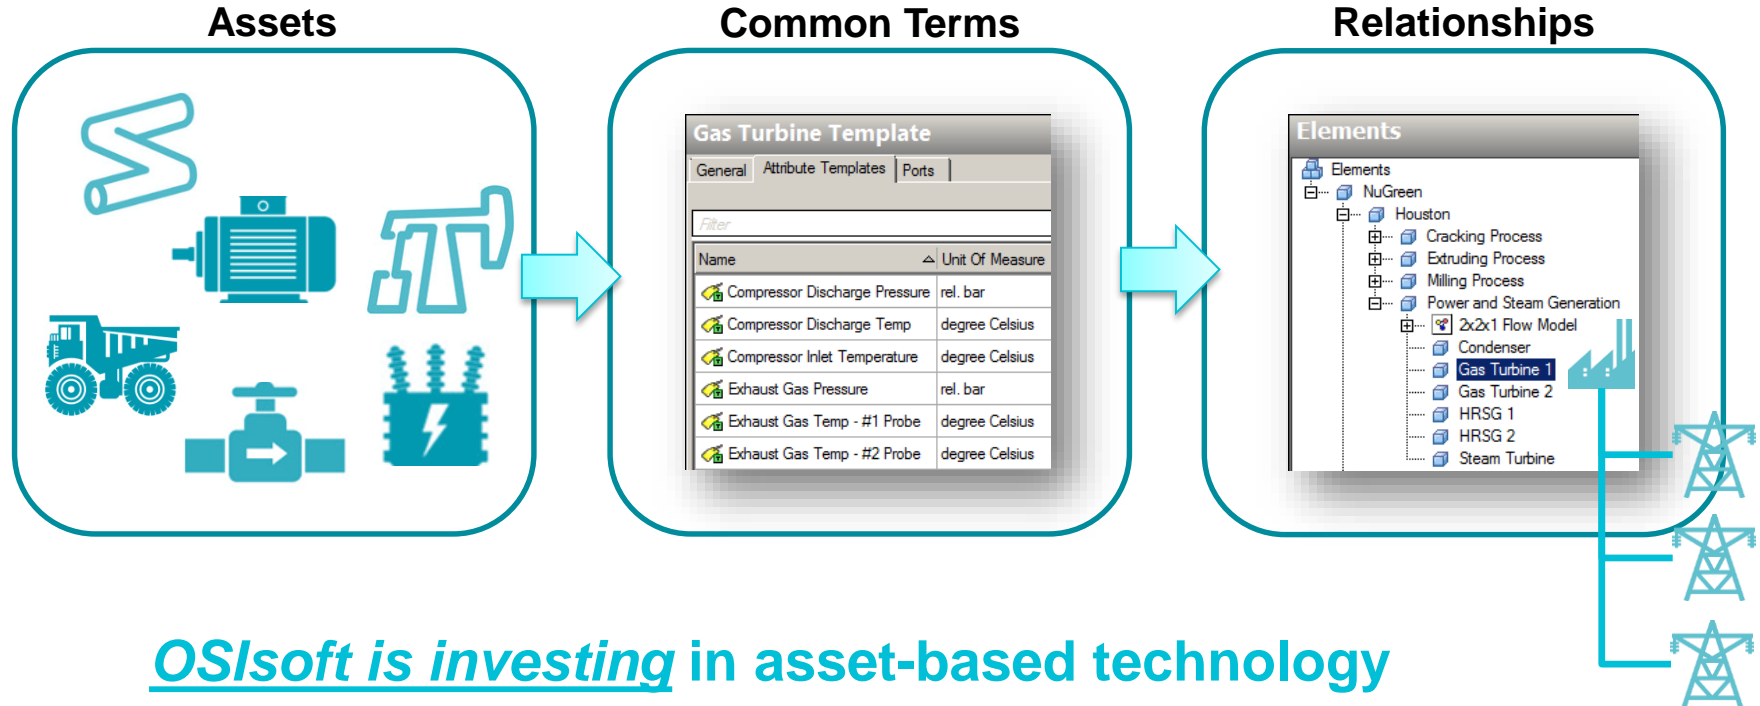 Assets
Common Terms
Relationships
Gas Turbine Template
General Attribute Templates Ports
Filter
Name Unit Of Measure
Compressor Discharge Pressure rel. bar
Compressor Discharge Temp degree Celsius
Compressor Inlet Temperature degree Celsius
Exhaust Gas Pressure rel. bar
Exhaust Gas Temp - #1 Probe degree Celsius
Exhaust Gas Temp - #2 Probe degree Celsius
Elements
Elements
NuGreen
Houston
Cracking Process
Extruding Process
Milling Process
Power and Steam Generation
2x2x1 Flow Model
Condenser
Gas Turbine 1
Gas Turbine 2
HRSG 1
HRSG 2
Steam Turbine
OSIsoft is investing in asset-based technology